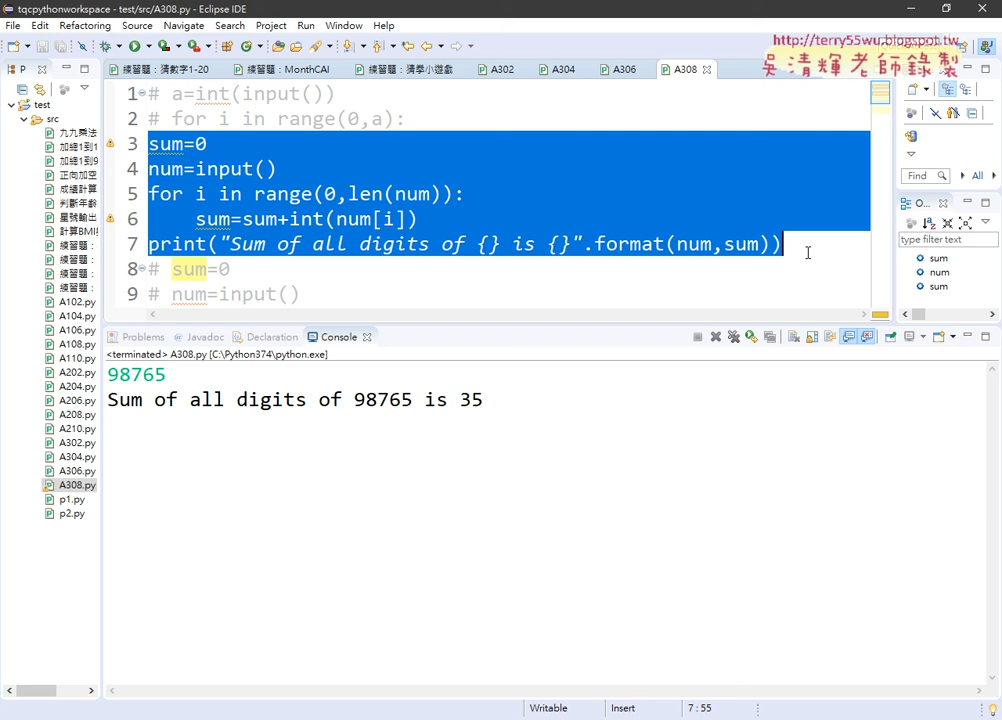 tqcpythonworkspace - test/src/A308.py - Eclipse IDE
File Edit Refactoring Source Navigate Search Project Run Window Help
http://terry55wu.blogspot.tw
吳清輝老師錄製
P
練習題：猜數字1-20 練習題：MonthCAI 練習題：猜拳小遊戲 A302 A304 A306 A308
test
src
九九乘法
加總1到1
加總1到9
正向加空
成績計算
判斷年齡
星號輸出
計算BMI
練習題：
練習題：
練習題：
練習題：
A102.py
A104.py
A106.py
A108.py
A110.py
A202.py
A204.py
A206.py
A208.py
A210.py
A302.py
A304.py
A306.py
A308.py
p1.py
p2.py
1 # a=int(input())
2 # for i in range(0,a):
3 sum=0
4 num=input()
5 for i in range(0,len(num)):
6 sum=sum+int(num[i])
7 print("Sum of all digits of {} is {}".format(num,sum))
8 # sum=0
9 # num=input()
Find All
O...
type filter text
sum
num
sum
Problems Javadoc Declaration Console
<terminated> A308.py [C:\Python374\python.exe]
98765
Sum of all digits of 98765 is 35
Writable Insert 7 : 55